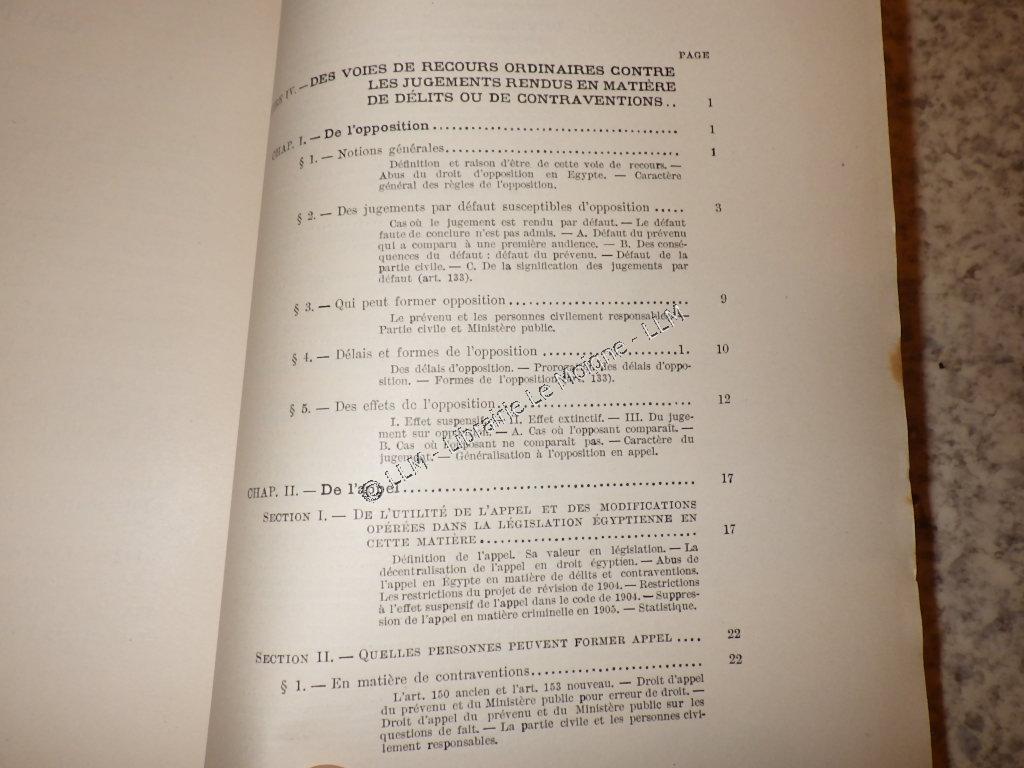 PAGE
IV. — DES VOIES DE RECOURS ORDINAIRES CONTRE
LES JUGEMENTS RENDUS EN MATIÈRE
DE DÉLITS OU DE CONTRAVENTIONS.. 1
CHAP. I. — De l'opposition........................................ 1
§ 1. — Notions générales........................................ 1
Définition et raison d'être de cette voie de recours. —
Abus du droit d'opposition en Egypte. — Caractère
général des règles de l'opposition.
§ 2. — Des jugements par défaut susceptibles d'opposition ..... 3
Cas où le jugement est rendu par défaut. — Le défaut
faute de conclure n'est pas admis. — A. Défaut du prévenu
qui a comparu à une première audience. — B. Des consé-
quences du défaut : défaut du prévenu. — Défaut de la
partie civile. — C. De la signification des jugements par
défaut (art. 133).
§ 3. — Qui peut former opposition............................ 9
Le prévenu et les personnes civilement responsables. —
Partie civile et Ministère public.
§ 4. — Délais et formes de l'opposition .....................1. 10
Des délais d'opposition. — Prorogation des délais d'oppo-
sition. — Formes de l'opposition (art. 133).
§ 5. — Des effets de l'opposition.............................. 12
I. Effet suspensif. — II. Effet extinctif. — III. Du juge-
ment sur opposition. — A. Cas où l'opposant comparaît. —
B. Cas où l'opposant ne comparaît pas. — Caractère du
jugement. — Généralisation à l'opposition en appel.
CHAP. II. — De l'appel............................................. 17
SECTION I. — DE L'UTILITÉ DE L'APPEL ET DES MODIFICATIONS
OPÉRÉES DANS LA LÉGISLATION ÉGYPTIENNE EN
CETTE MATIÈRE.................................. 17
Définition de l'appel. Sa valeur en législation. — La
décentralisation de l'appel en droit égyptien. — Abus de
l'appel en Égypte en matière de délits et contraventions.
Les restrictions du projet de révision de 1904. — Restrictions
à l'effet suspensif de l'appel dans le code de 1904. — Suppres-
sion de l'appel en matière criminelle en 1905. — Statistique.
SECTION II. — QUELLES PERSONNES PEUVENT FORMER APPEL .... 22
§ 1. — En matière de contraventions.......................... 22
L'art. 150 ancien et l'art. 153 nouveau. — Droit d'appel
du prévenu et du Ministère public pour erreur de droit. —
Droit d'appel du prévenu et du Ministère public sur les
questions de fait. — La partie civile et les personnes civi-
lement responsables.
© LLM - Librairie Le Moigne - LLM